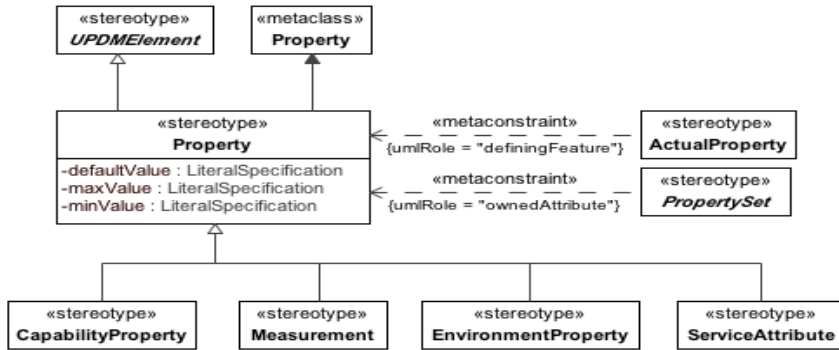 «stereotype»
UPDMElement
«metaclass»
Property
«stereotype»
Property
-defaultValue : LiteralSpecification
-maxValue : LiteralSpecification
-minValue : LiteralSpecification
«metaconstraint»
{umlRole = "definingFeature"}
«stereotype»
ActualProperty
«metaconstraint»
{umlRole = "ownedAttribute"}
«stereotype»
PropertySet
«stereotype»
CapabilityProperty
«stereotype»
Measurement
«stereotype»
EnvironmentProperty
«stereotype»
ServiceAttribute